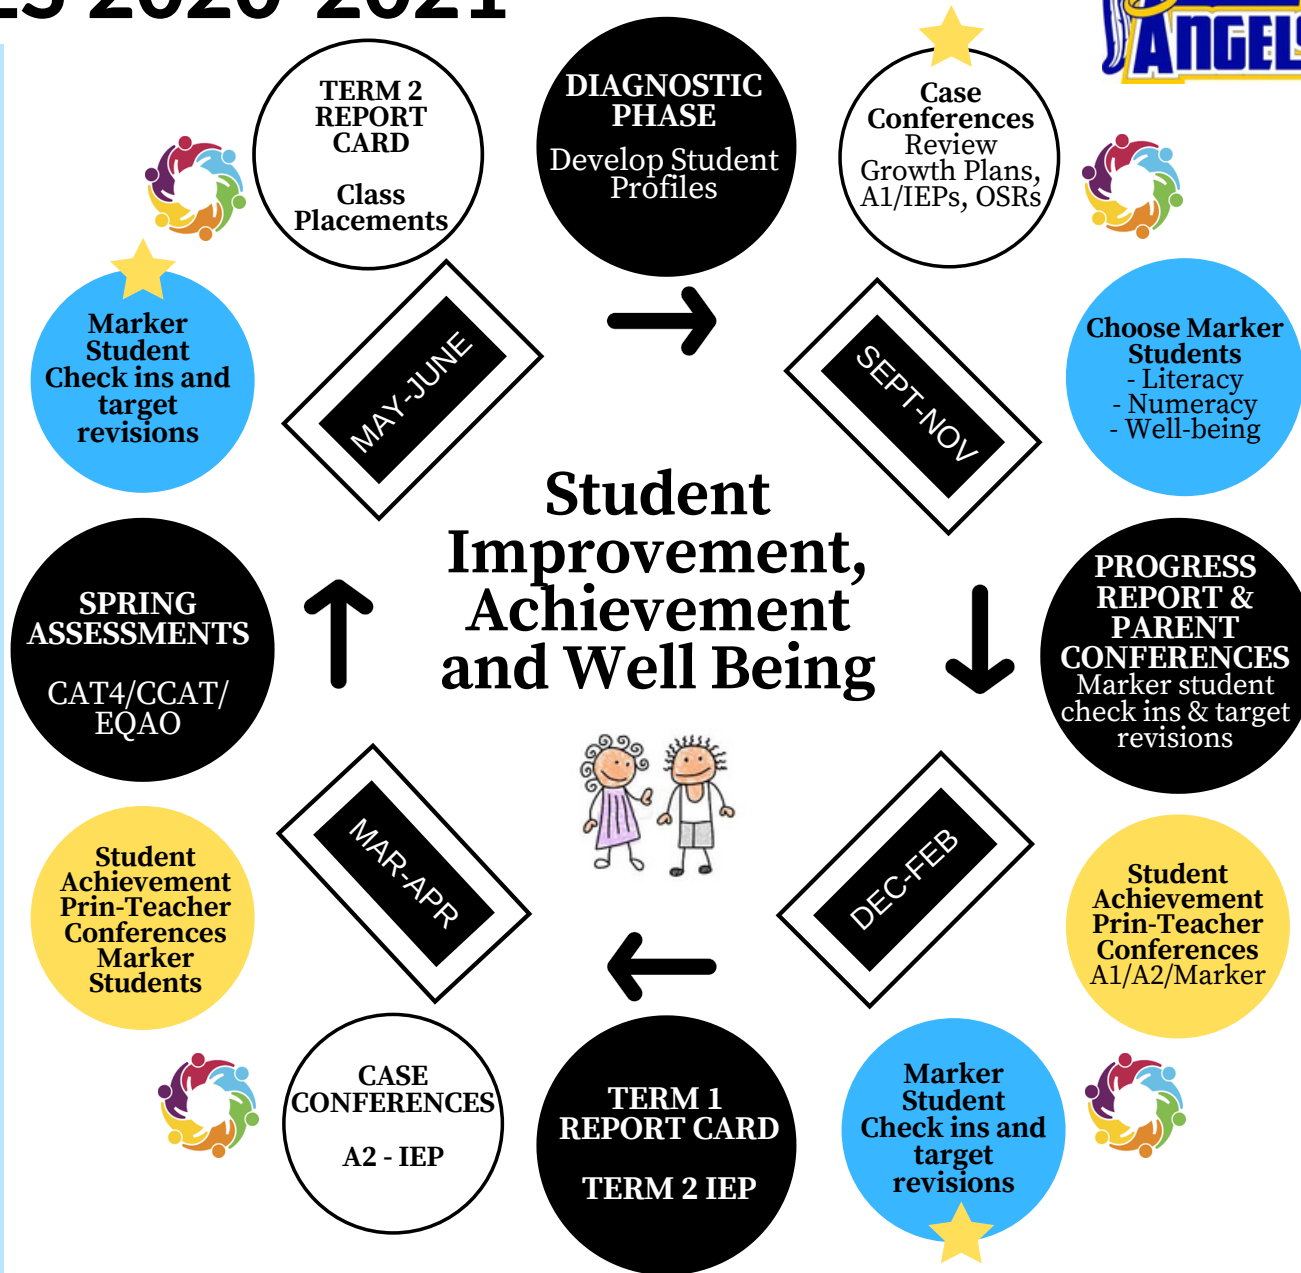 2020-2021
ANGELS
TERM 2
REPORT
CARD
Class
Placements
DIAGNOSTIC
PHASE
Develop Student
Profiles
Case
Conferences
Review
Growth Plans,
A1/IEPs, OSRs
Marker
Student
Check ins and
target
revisions
MAY-JUNE
SEPT-NOV
Choose Marker
Students
- Literacy
- Numeracy
- Well-being
Student
Improvement,
Achievement
and Well Being
SPRING
ASSESSMENTS
CAT4/CCAT/
EQAO
PROGRESS
REPORT &
PARENT
CONFERENCES
Marker student
check ins & target
revisions
MAR-APR
DEC-FEB
Student
Achievement
Prin-Teacher
Conferences
Marker
Students
Student
Achievement
Prin-Teacher
Conferences
A1/A2/Marker
CASE
CONFERENCES
A2 - IEP
TERM 1
REPORT CARD
TERM 2 IEP
Marker
Student
Check ins and
target
revisions